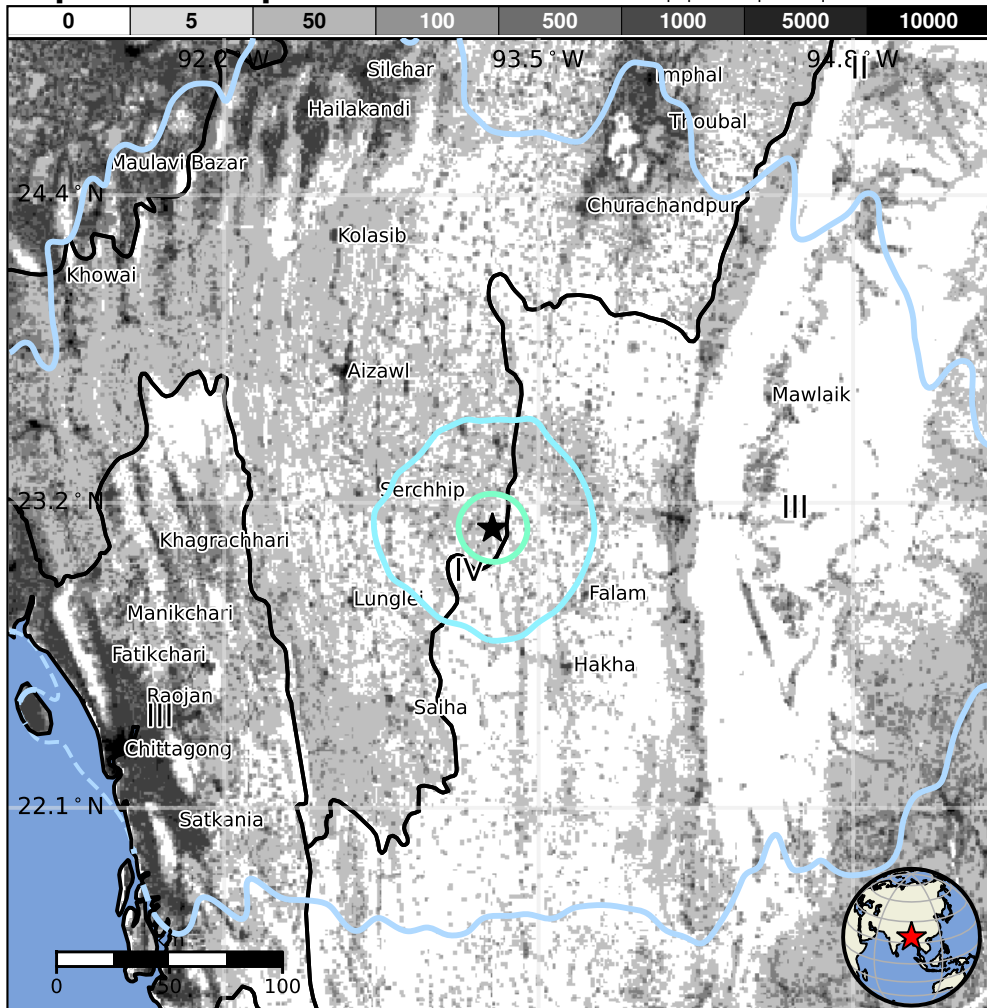 0 5 50 100 500 1000 5000 10000
92.2°W 93.5°W 94.8°W
II
Silchar
Imphal
Hailakandi
Thoubal
Maulavi Bazar
24.4°N
Churachandpur
Kolasib
Khowai
Aizawl
Mawlaik
Serchhip
23.2°N
III
Khagrachhari
IV
Lunglei
Falam
Manikchari
Fatikchari
Hakha
Raojan
Saiha
III
Chittagong
22.1°N
Satkania
0 50 100